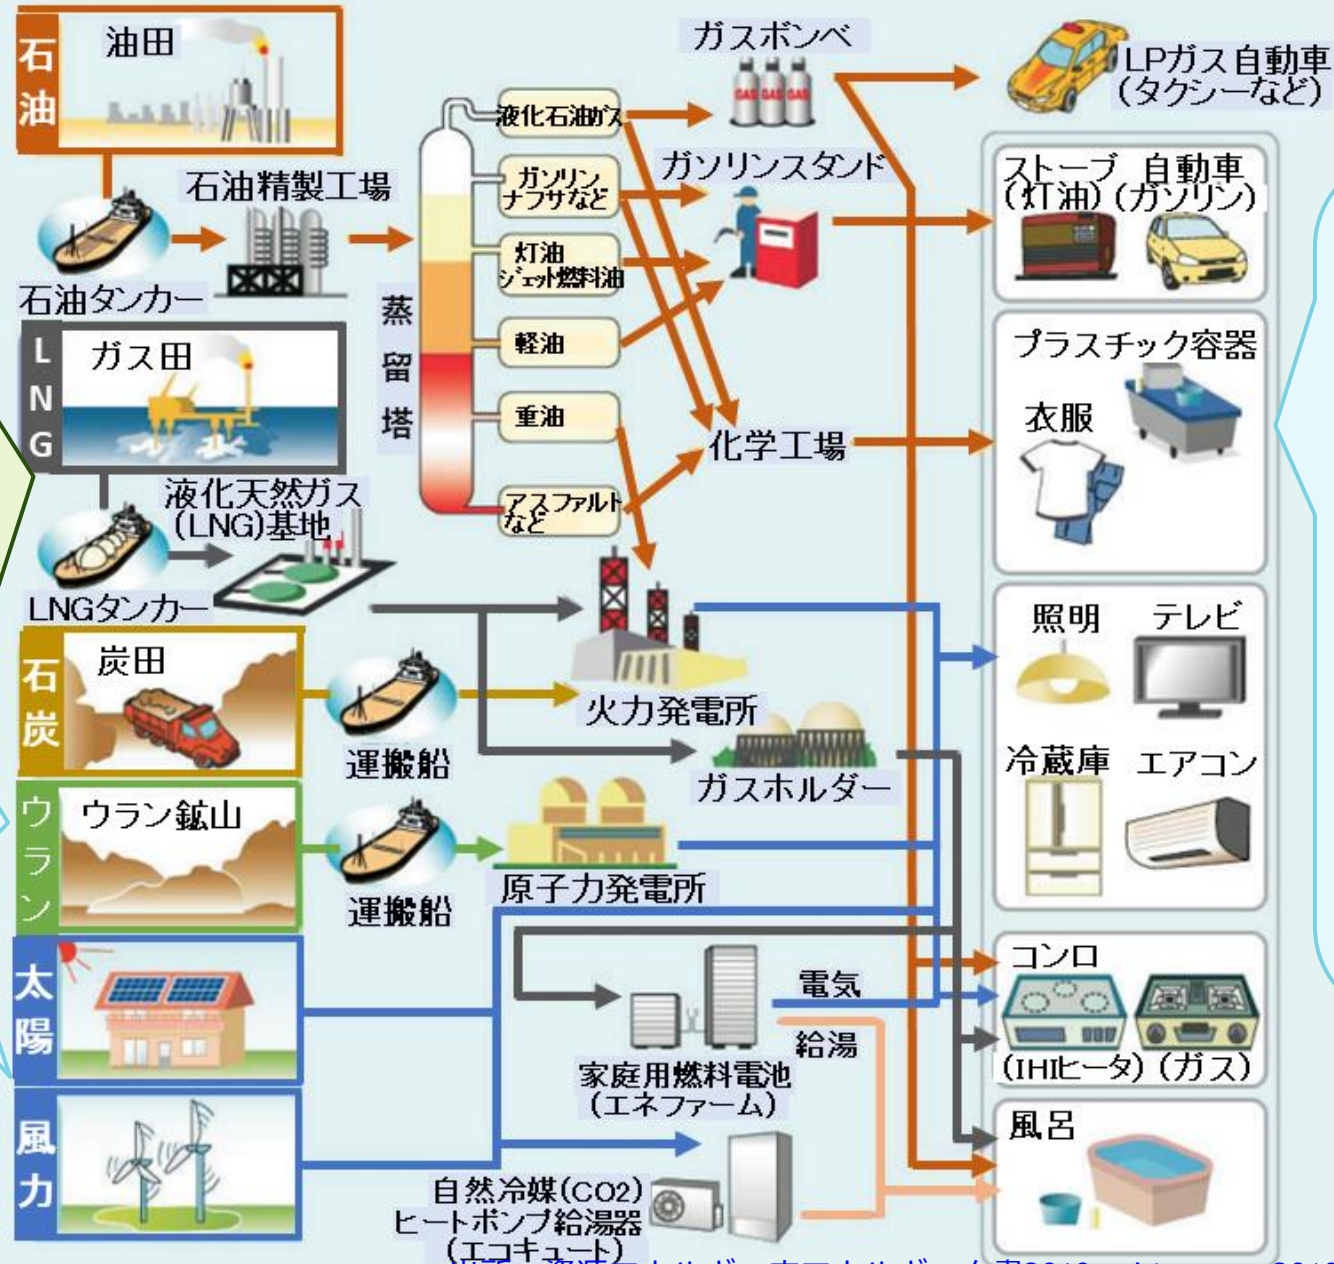 石油
油田
石油タンカー
石油精製工場
蒸留塔
液化石油ガス
ガソリン
ナフサなど
灯油
ジェット燃料油
軽油
重油
アスファルト
など
ガスボンベ
GAS GAS GAS
ガソリンスタンド
化学工場
LPガス自動車
(タクシーなど)
ストーブ 自動車
(灯油)(ガソリン)
プラスチック容器
衣服
LNG
ガス田
LNGタンカー
液化天然ガス
(LNG)基地
石炭
炭田
運搬船
火力発電所
ガスホルダー
照明 テレビ
冷蔵庫 エアコン
ウラン
ウラン鉱山
運搬船
原子力発電所
太陽
風力
電気
給湯
家庭用燃料電池
(エネファーム)
自然冷媒(CO2)
ヒートポンプ給湯器
(エコキュート)
コンロ
(IHIヒータ)(ガス)
風呂